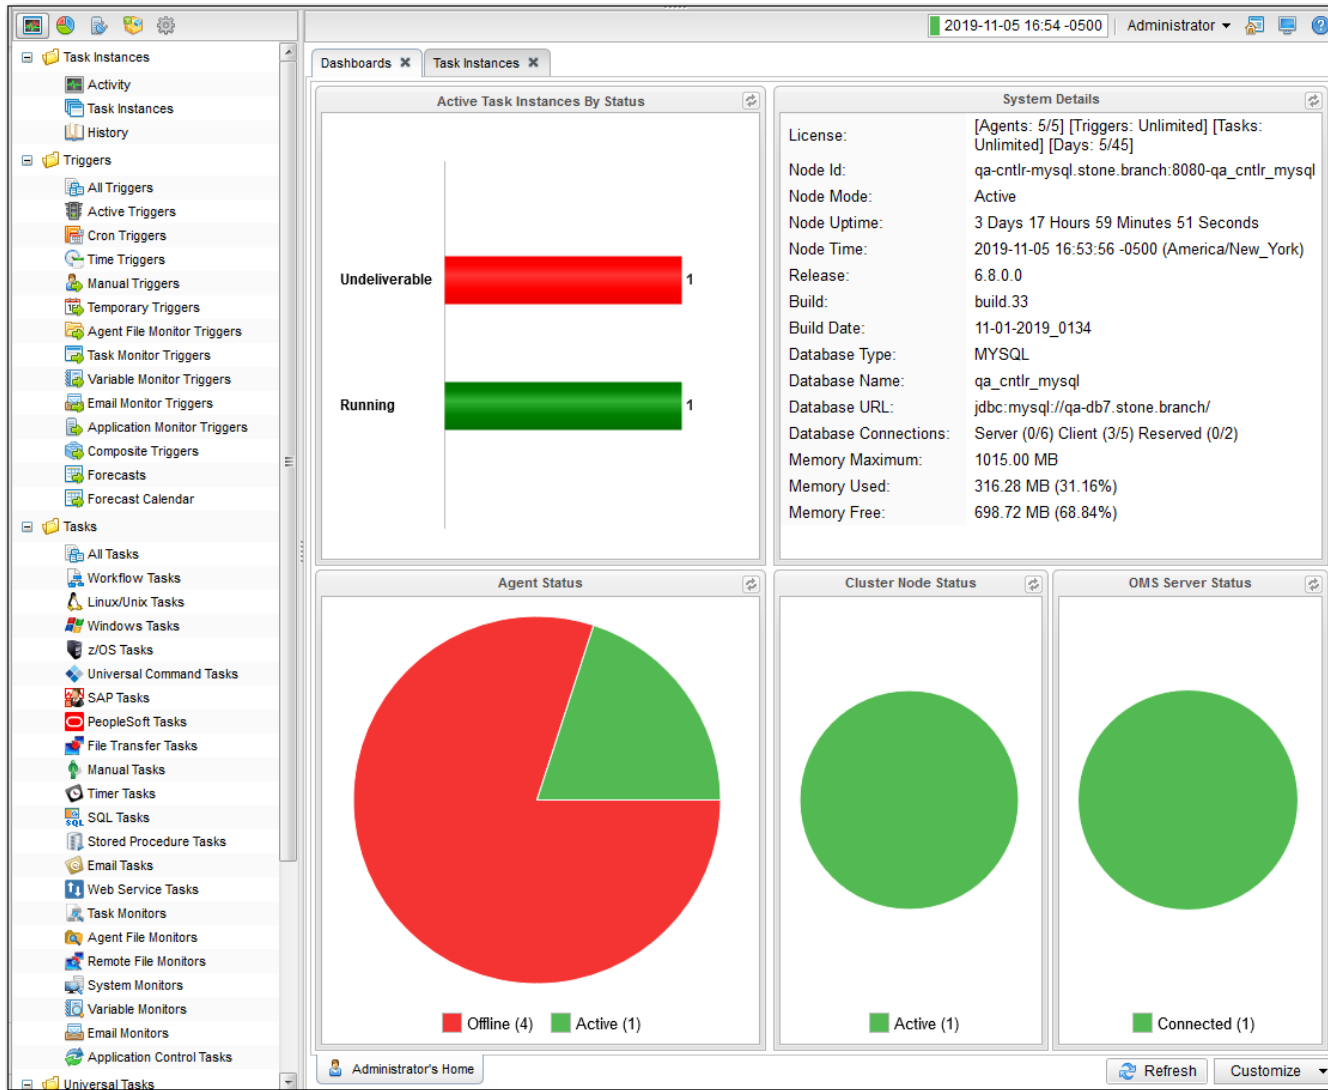 2019-11-05 16:54 -0500
Administrator
Task Instances
Activity
Task Instances
History
Triggers
All Triggers
Active Triggers
Cron Triggers
Time Triggers
Manual Triggers
Temporary Triggers
Agent File Monitor Triggers
Task Monitor Triggers
Variable Monitor Triggers
Email Monitor Triggers
Application Monitor Triggers
Composite Triggers
Forecasts
Forecast Calendar
Tasks
All Tasks
Workflow Tasks
Linux/Unix Tasks
Windows Tasks
z/OS Tasks
Universal Command Tasks
SAP Tasks
PeopleSoft Tasks
File Transfer Tasks
Manual Tasks
Timer Tasks
SQL Tasks
Stored Procedure Tasks
Email Tasks
Web Service Tasks
Task Monitors
Agent File Monitors
Remote File Monitors
System Monitors
Variable Monitors
Email Monitors
Application Control Tasks
Universal Tasks
Dashboards
Task Instances
Active Task Instances By Status
Undeliverable 1
Running 1
System Details
License: [Agents: 5/5] [Triggers: Unlimited] [Tasks:
Unlimited] [Days: 5/45]
Node Id: qa-cntlr-mysql.stone.branch:8080-qa_cntlr_mysql
Node Mode: Active
Node Uptime: 3 Days 17 Hours 59 Minutes 51 Seconds
Node Time: 2019-11-05 16:53:56 -0500 (America/New_York)
Release: 6.8.0.0
Build: build.33
Build Date: 11-01-2019_0134
Database Type: MYSQL
Database Name: qa_cntlr_mysql
Database URL: jdbc:mysql://qa-db7.stone.branch/
Database Connections: Server (0/6) Client (3/5) Reserved (0/2)
Memory Maximum: 1015.00 MB
Memory Used: 316.28 MB (31.16%)
Memory Free: 698.72 MB (68.84%)
Agent Status
Offline (4) Active (1)
Cluster Node Status
Active (1)
OMS Server Status
Connected (1)
Administrator's Home
Refresh
Customize